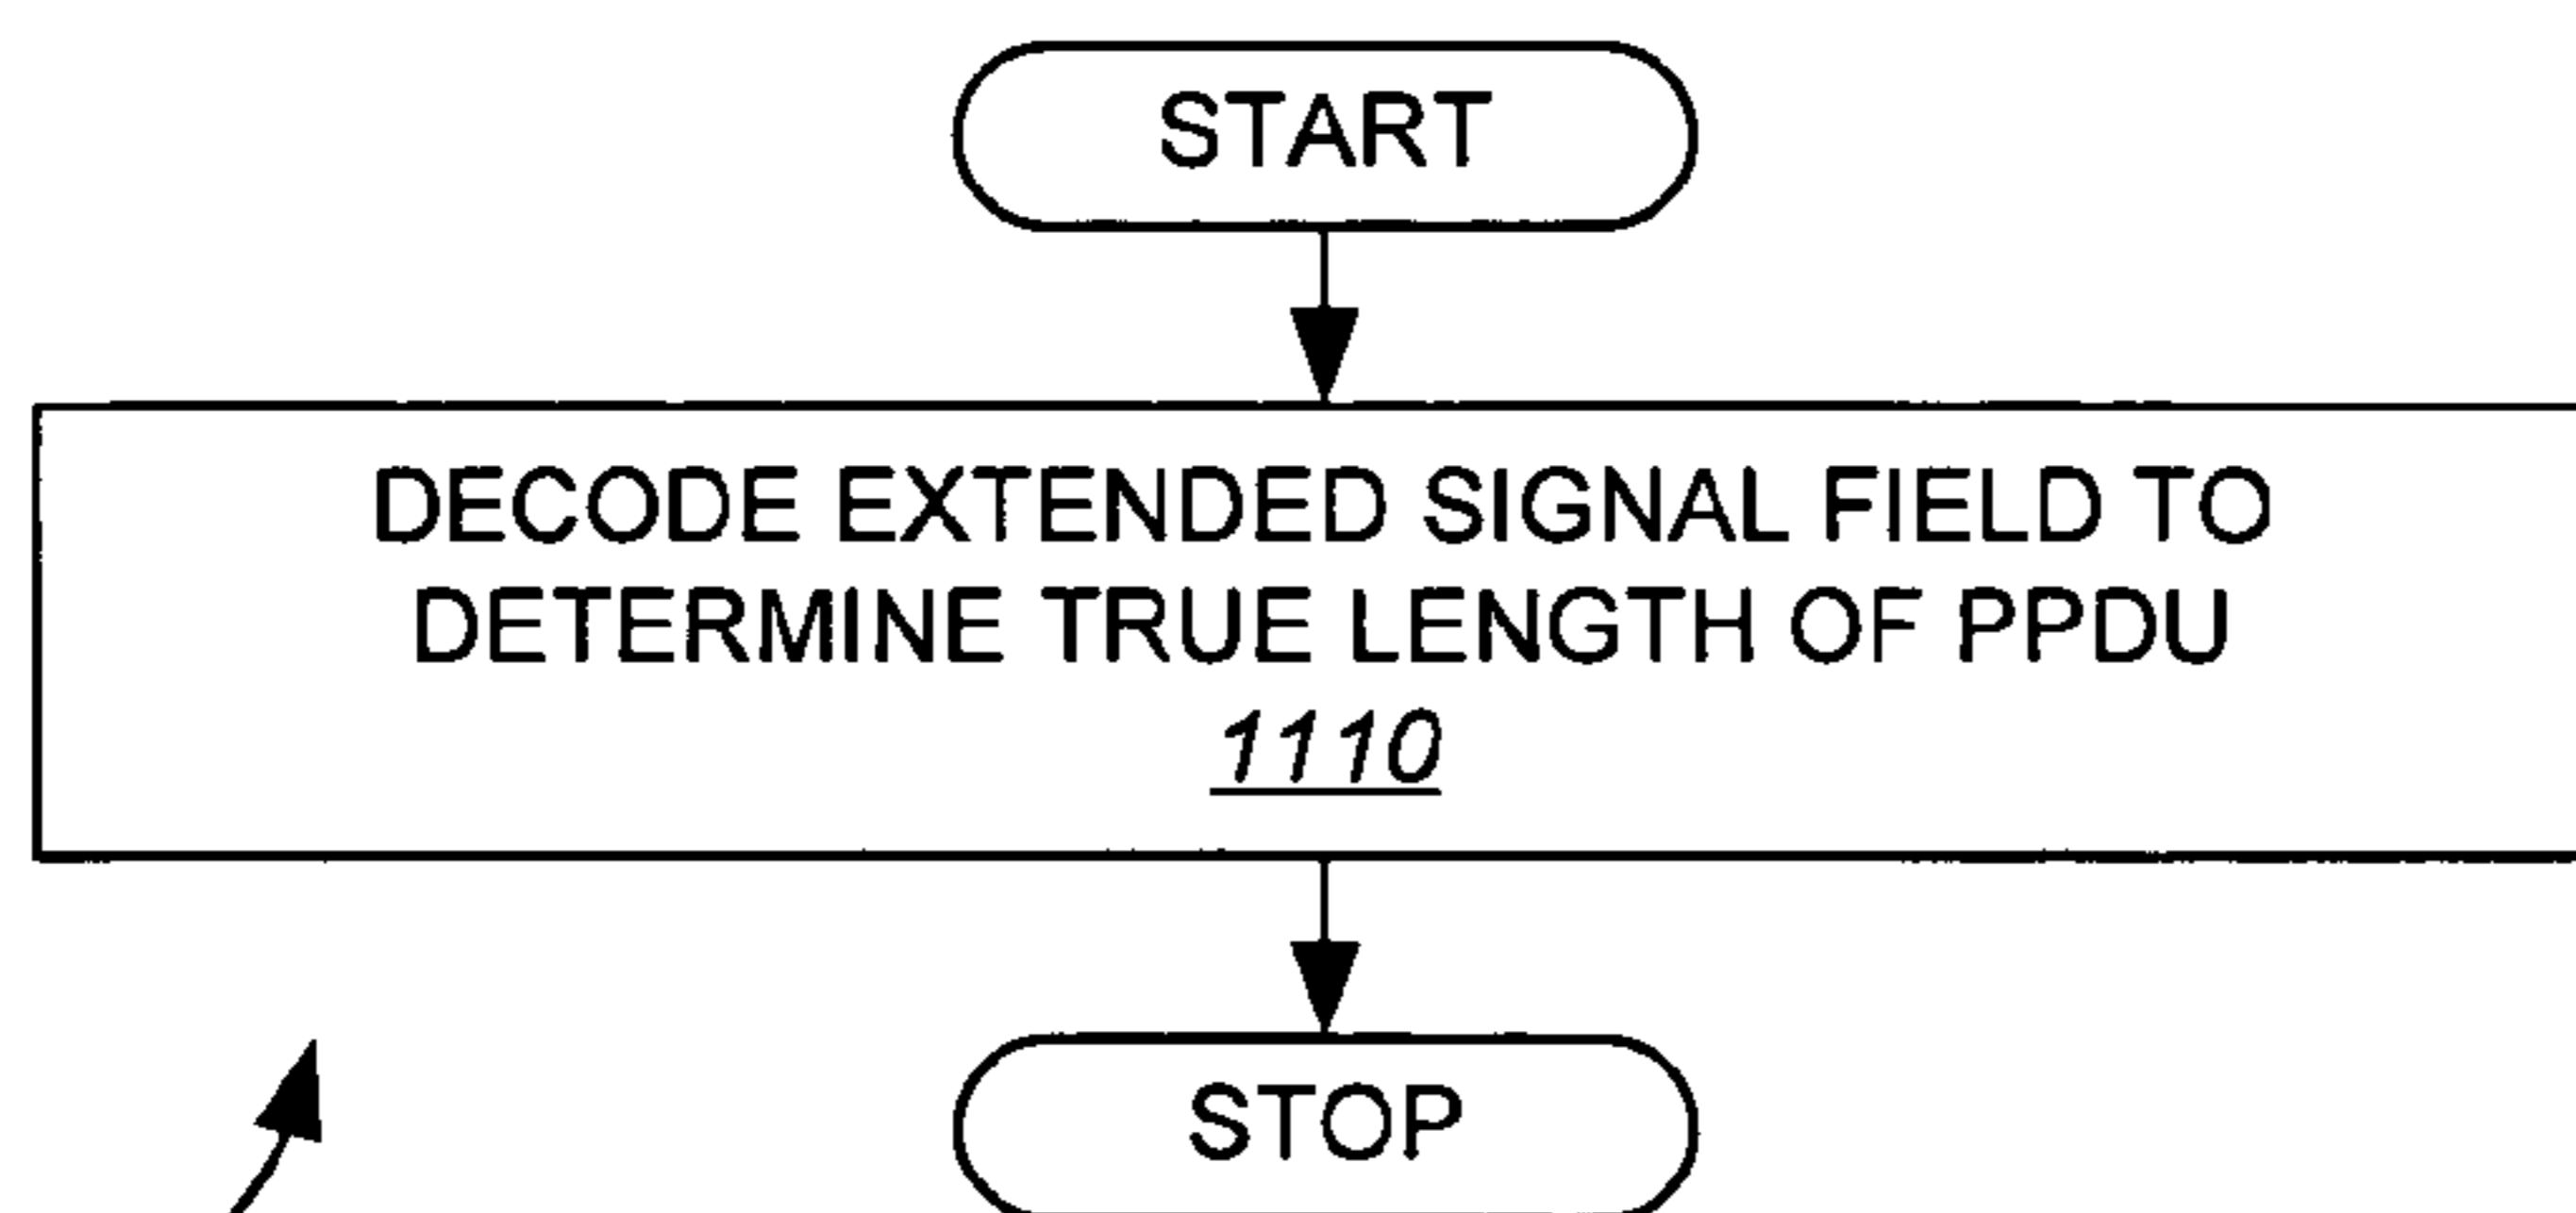 START
DECODE EXTENDED SIGNAL FIELD TO
DETERMINE TRUE LENGTH OF PPDU
1110
STOP